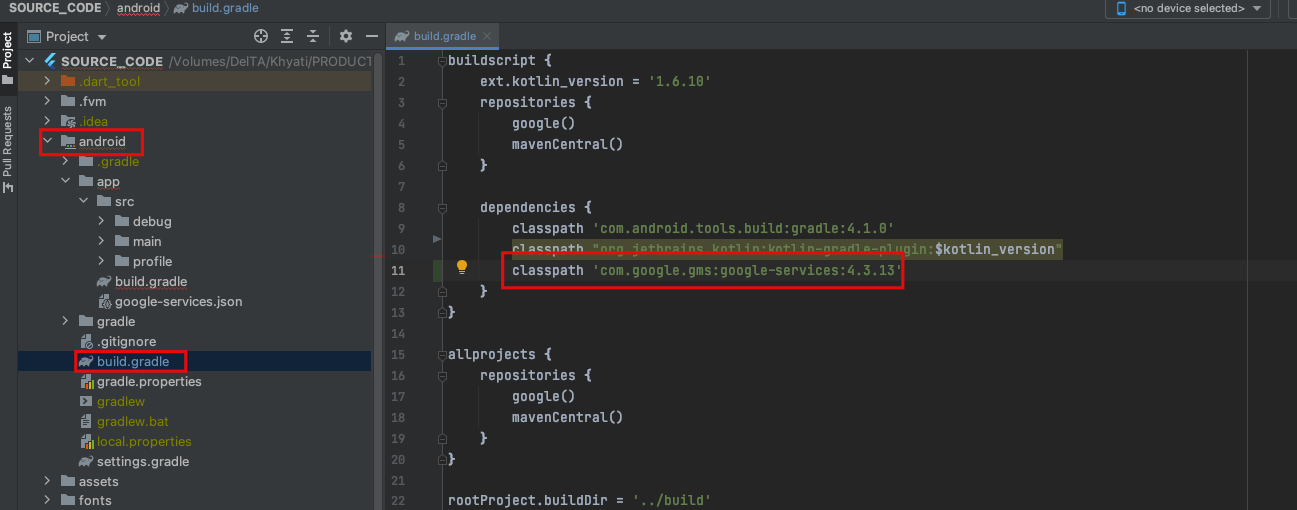 SOURCE_CODE android build.gradle
<no device selected>
Project
build.gradle
Project
Pull Requests
SOURCE_CODE /Volumes/DelTA/Khyati/PRODUCT
.dart_tool
.fvm
.idea
android
.gradle
app
src
debug
main
profile
build.gradle
google-services.json
gradle
.gitignore
build.gradle
gradle.properties
gradlew
gradlew.bat
local.properties
settings.gradle
assets
fonts
1 buildscript {
2 ext.kotlin_version = '1.6.10'
3 repositories {
4 google()
5 mavenCentral()
6 }
7
8 dependencies {
9 classpath 'com.android.tools.build:gradle:4.1.0'
10 classpath "org.jetbrains.kotlin:kotlin-gradle-plugin:$kotlin_version"
11 classpath 'com.google.gms:google-services:4.3.13'
12 }
13 }
14
15 allprojects {
16 repositories {
17 google()
18 mavenCentral()
19 }
20 }
21
22 rootProject.buildDir = '../build'